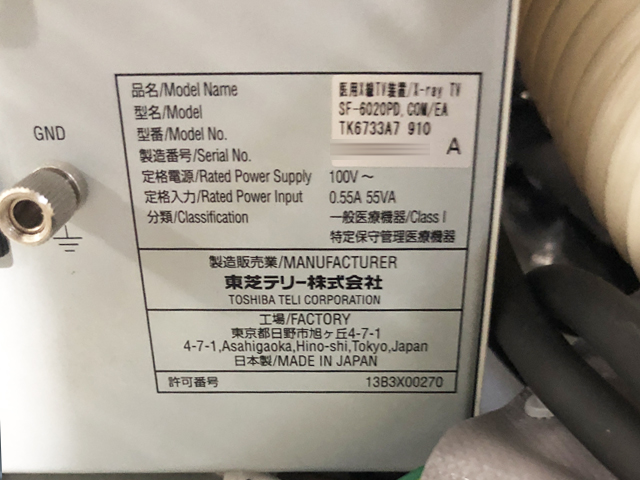 GND
品名/Model Name 医用X線TV装置/X-ray TV
型名/Model SF-6020PD,COM/EA
型番/Model No. TK6733A7 910
製造番号/Serial No. A
定格電源/Rated Power Supply 100V～
定格入力/Rated Power Input 0.55A 55VA
分類/Classification 一般医療機器/Class I
特定保守管理医療機器
製造販売業/MANUFACTURER
東芝テリー株式会社
TOSHIBA TELI CORPORATION
工場/FACTORY
東京都日野市旭ヶ丘4-7-1
4-7-1,Asahigaoka,Hino-shi,Tokyo,Japan
日本製/MADE IN JAPAN
許可番号 13B3X00270